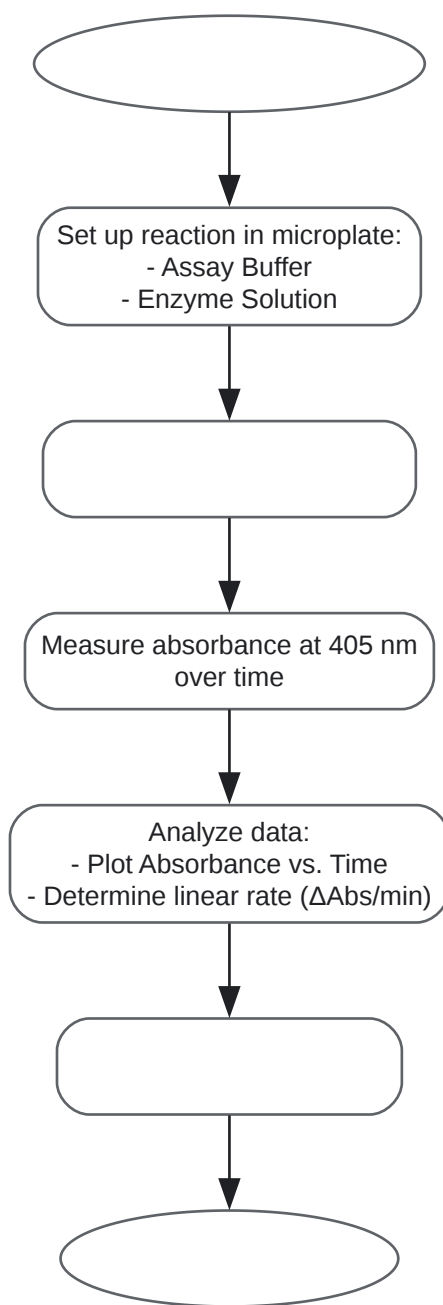 Set up reaction in microplate:
- Assay Buffer
- Enzyme Solution
Measure absorbance at 405 nm
over time
Analyze data:
- Plot Absorbance vs. Time
- Determine linear rate (ΔAbs/min)